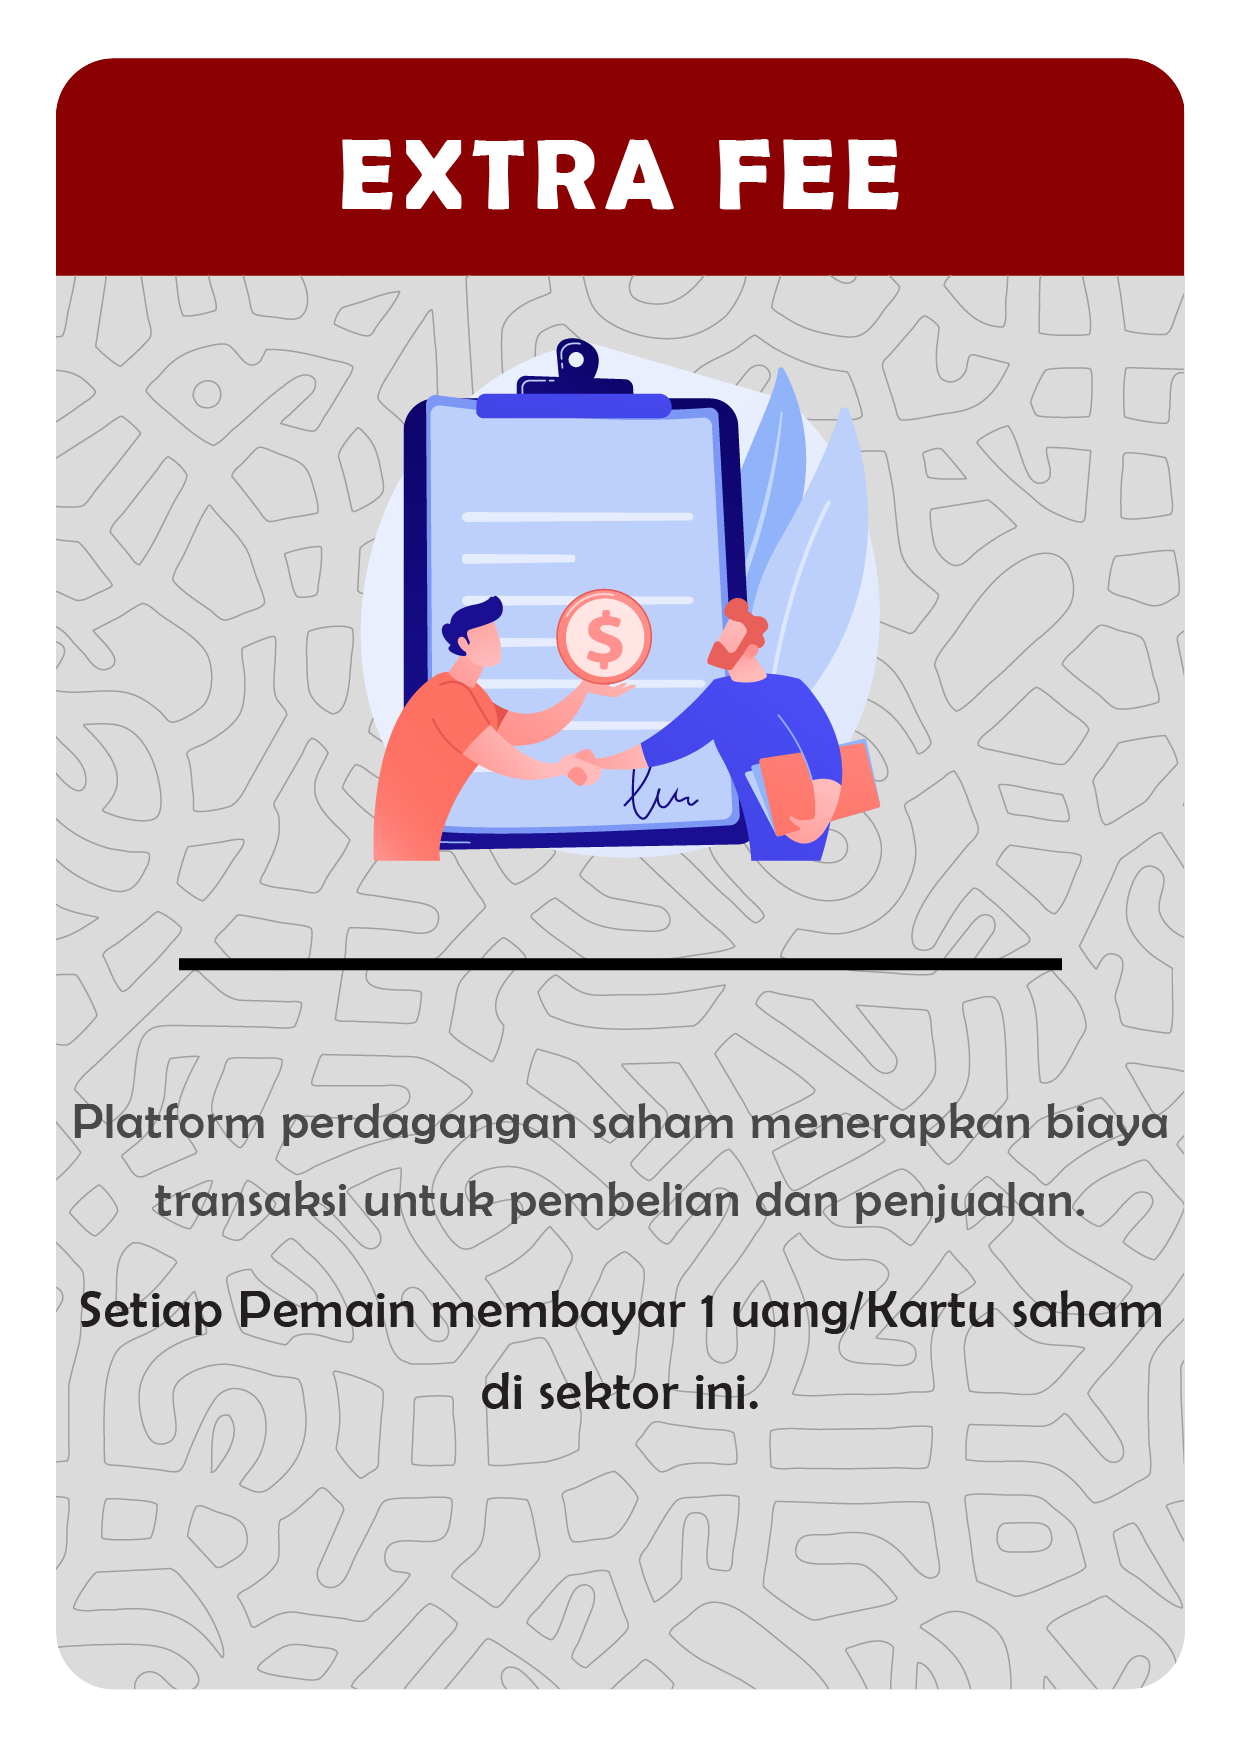 EXTRA FEE
$
Platform perdagangan saham menerapkan biaya
transaksi untuk pembelian dan penjualan.
Setiap Pemain membayar 1 uang/Kartu saham
di sektor ini.